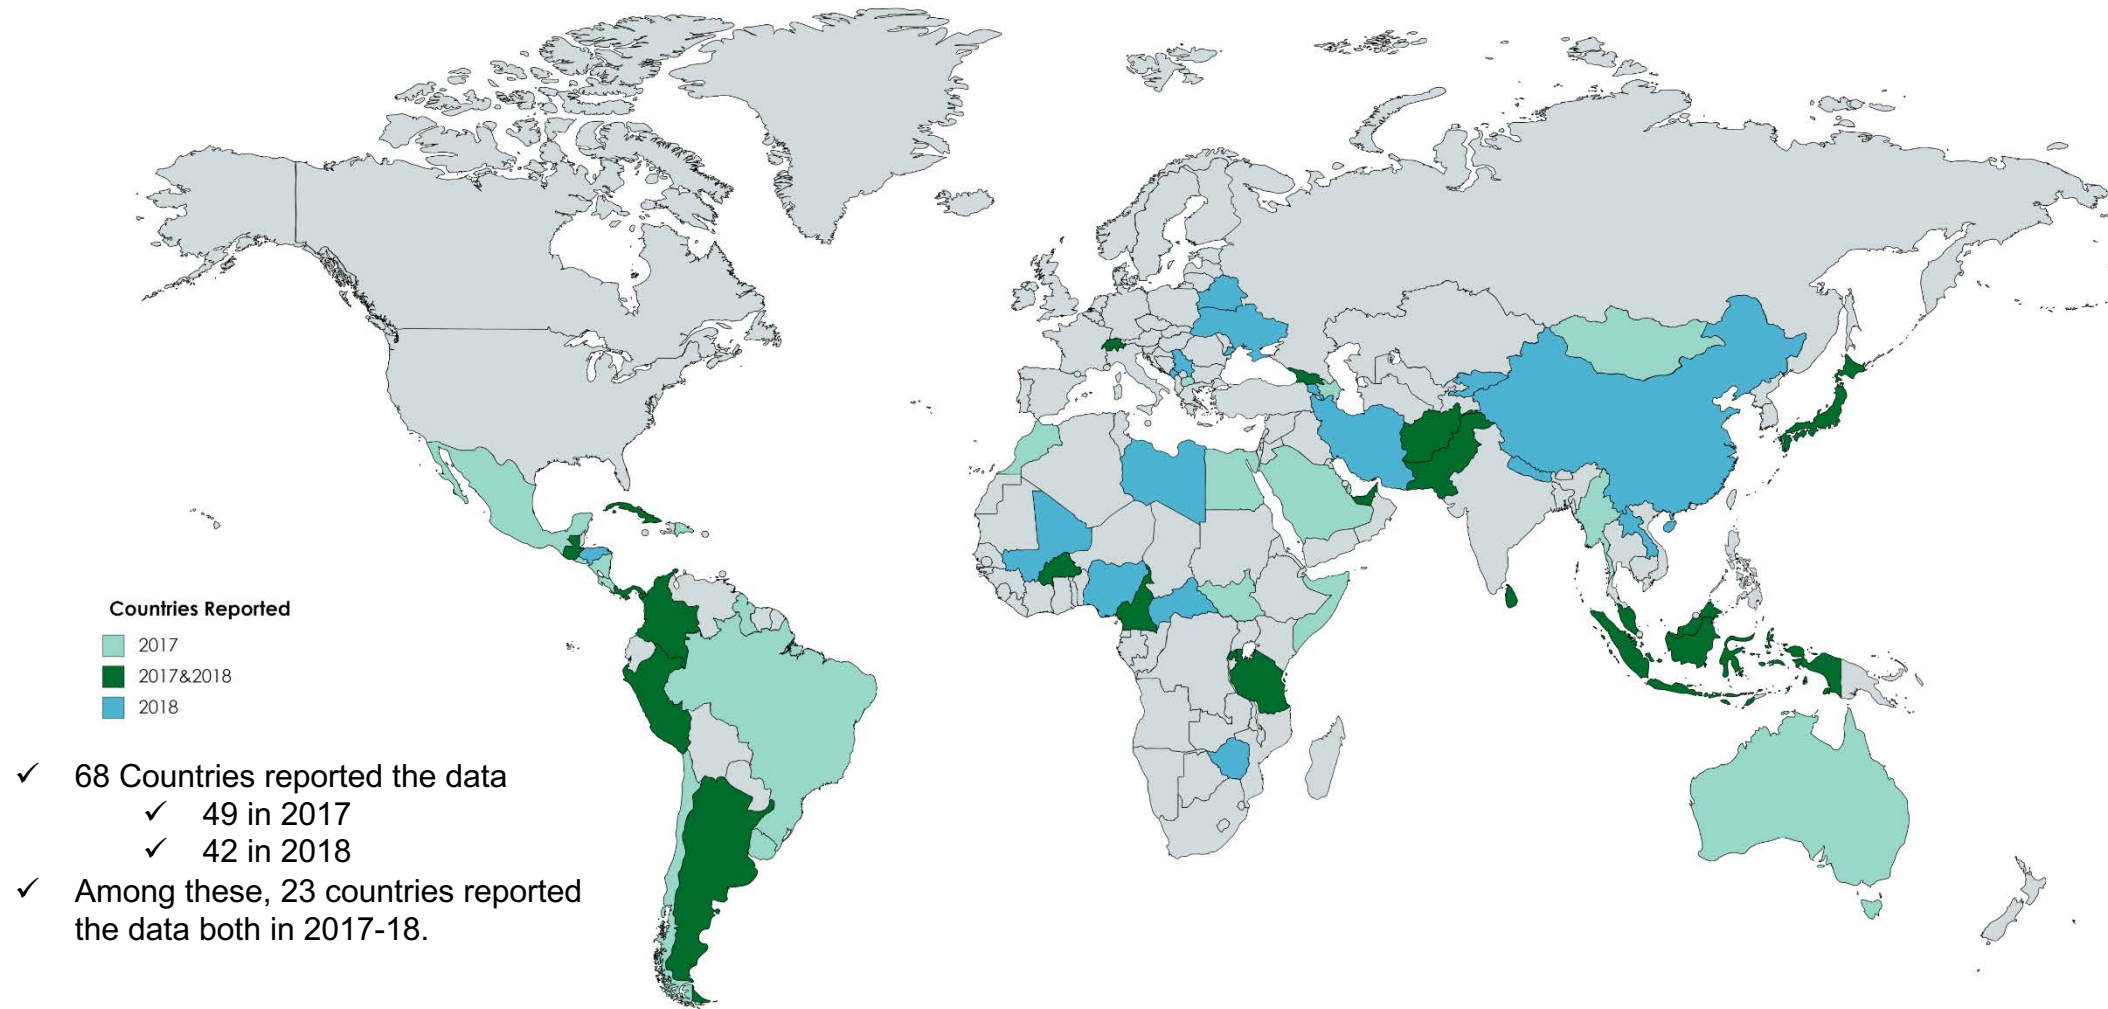 Countries Reported
2017
2017&2018
2018
✓ 68 Countries reported the data
✓ 49 in 2017
✓ 42 in 2018
✓ Among these, 23 countries reported
the data both in 2017-18.